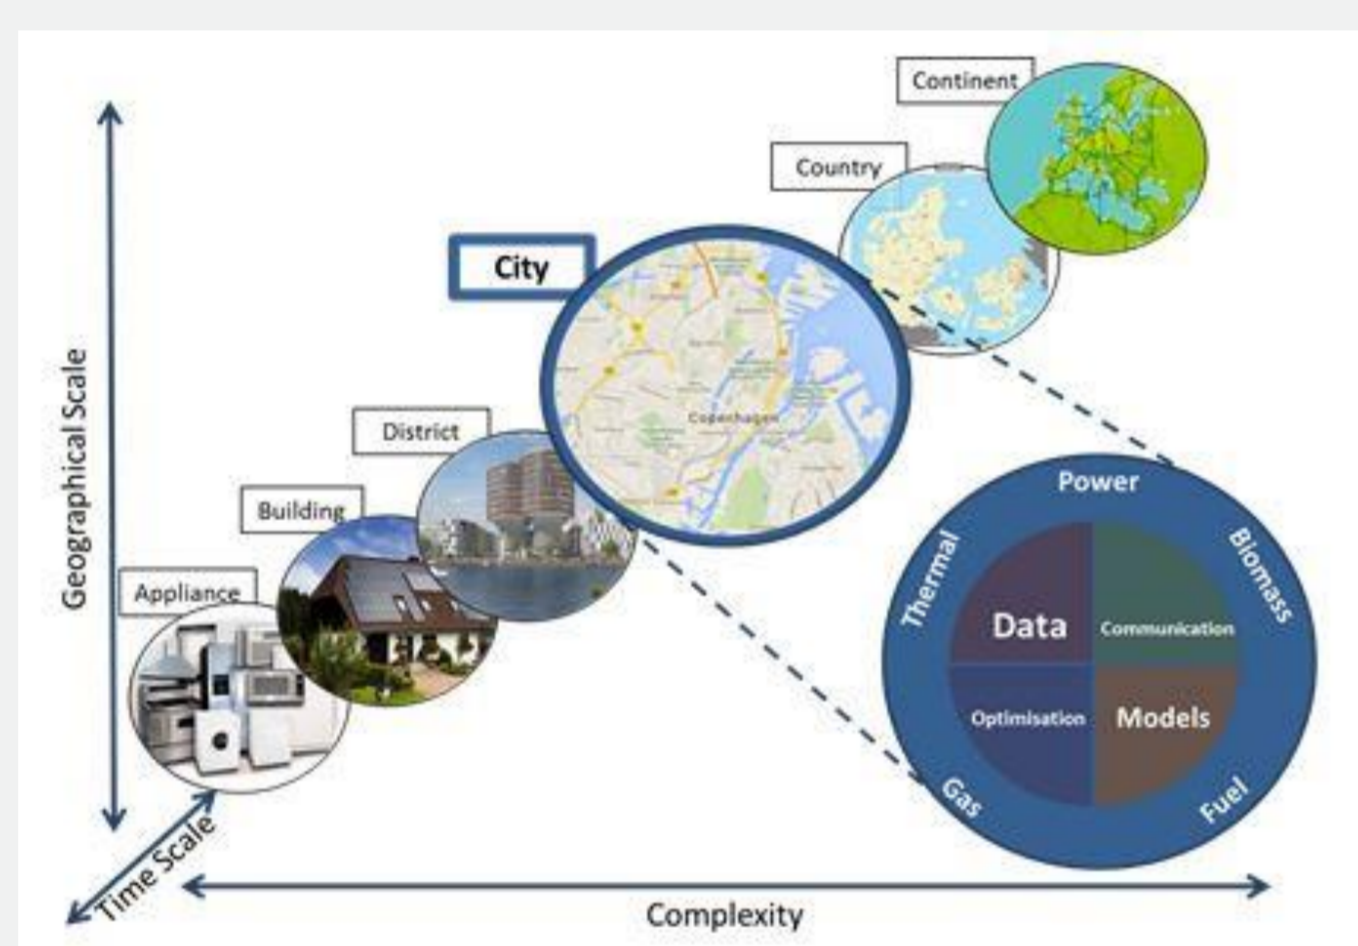 Continent
Country
City
District
Building
Appliance
Geographical Scale
Time Scale
Complexity
Copenhagen
Power
Thermal
Biomass
Data
Communication
Optimisation
Models
Gas
Fuel